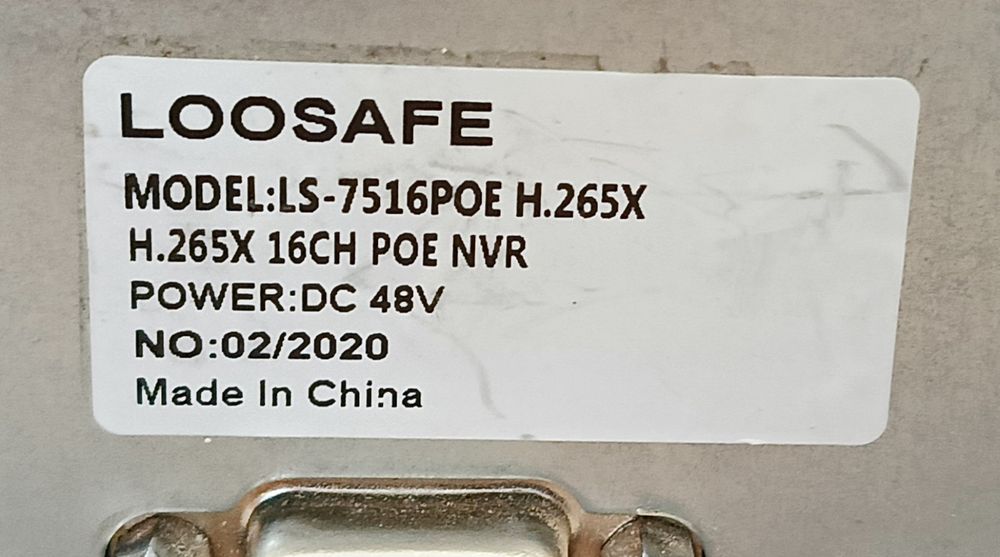 LOOSAFE
MODEL:LS-7516POE H.265X
H.265X 16CH POE NVR
POWER:DC 48V
NO:02/2020
Made In China